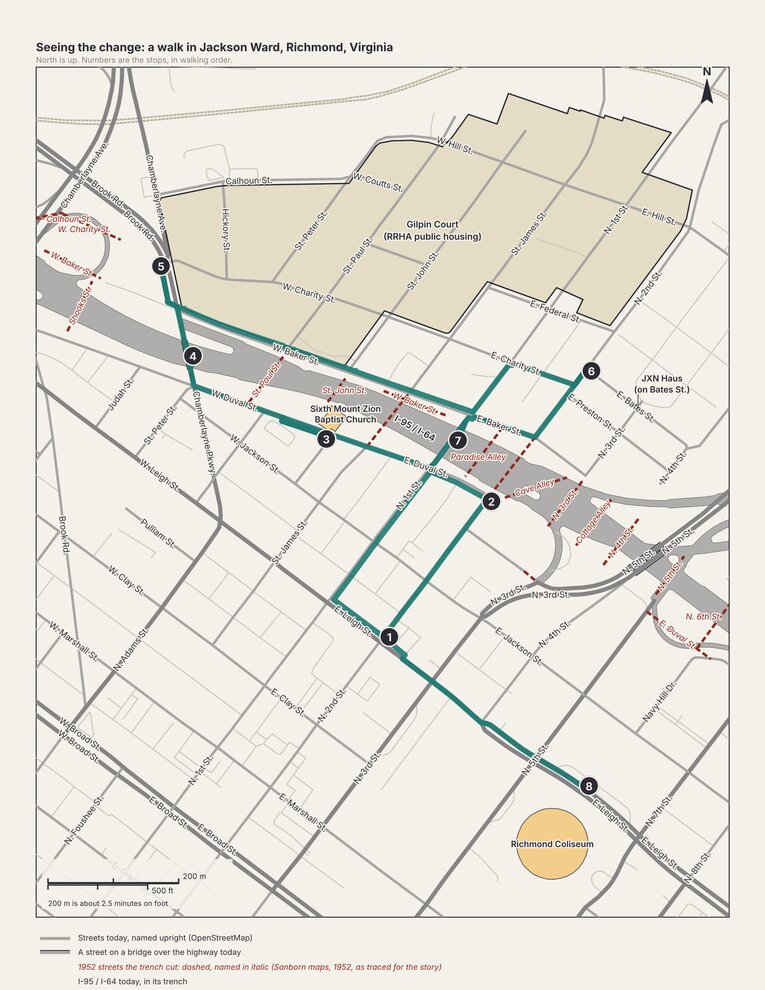 Seeing the change: a walk in Jackson Ward, Richmond, Virginia
North is up. Numbers are the stops, in walking order.
N
Chamberlayne Ave.
Chamberlayne Ave.
Brook Rd.
Brook Rd.
Calhoun St.
W. Hill St.
W. Coutts St.
Calhoun St.
W. Charity St.
W. Baker St.
Shooks St.
Hickory St.
St. Peter St.
St. Paul St.
St. John St.
St. James St.
N. 1st St.
E. Hill St.
Gilpin Court
(RRHA public housing)
N. 2nd St.
W. Charity St.
E. Federal St.
5
4
W. Baker St.
E. Charity St.
6
JXN Haus
(on Bates St.)
St. Paul St.
St. John St.
W. Baker St.
Judah St.
W. Duval St.
Sixth Mount Zion
Baptist Church
I-95 / I-64
E. Baker St.
E. Preston St.
E. Bates St.
St. Peter St.
Chamberlayne Pkwy.
3
7
Paradise Alley
N. 3rd St.
N. 4th St.
W. Jackson St.
E. Duval St.
W. Leigh St.
N. 1st St.
2
Cave Alley
N. 3rd St.
Cottage Alley
N. 4th St.
Brook Rd.
Pulliam St.
St. James St.
N. 5th St.
N. 5th St.
N. 5th St.
W. Clay St.
N. 3rd St.
N. 3rd St.
N. 6th St.
E. Duval St.
E. Leigh St.
1
E. Jackson St.
N. 4th St.
W. Marshall St.
N. Adams St.
E. Clay St.
N. 2nd St.
Navy Hill Dr.
W. Broad St.
W. Broad St.
N. 1st St.
N. 3rd St.
N. 5th St.
8
E. Leigh St.
N. 7th St.
N. Foushee St.
E. Broad St.
E. Broad St.
E. Marshall St.
Richmond Coliseum
E. Leigh St.
N. 8th St.
200 m
500 ft
200 m is about 2.5 minutes on foot
Streets today, named upright (OpenStreetMap)
A street on a bridge over the highway today
1952 streets the trench cut: dashed, named in italic (Sanborn maps, 1952, as traced for the story)
I-95 / I-64 today, in its trench